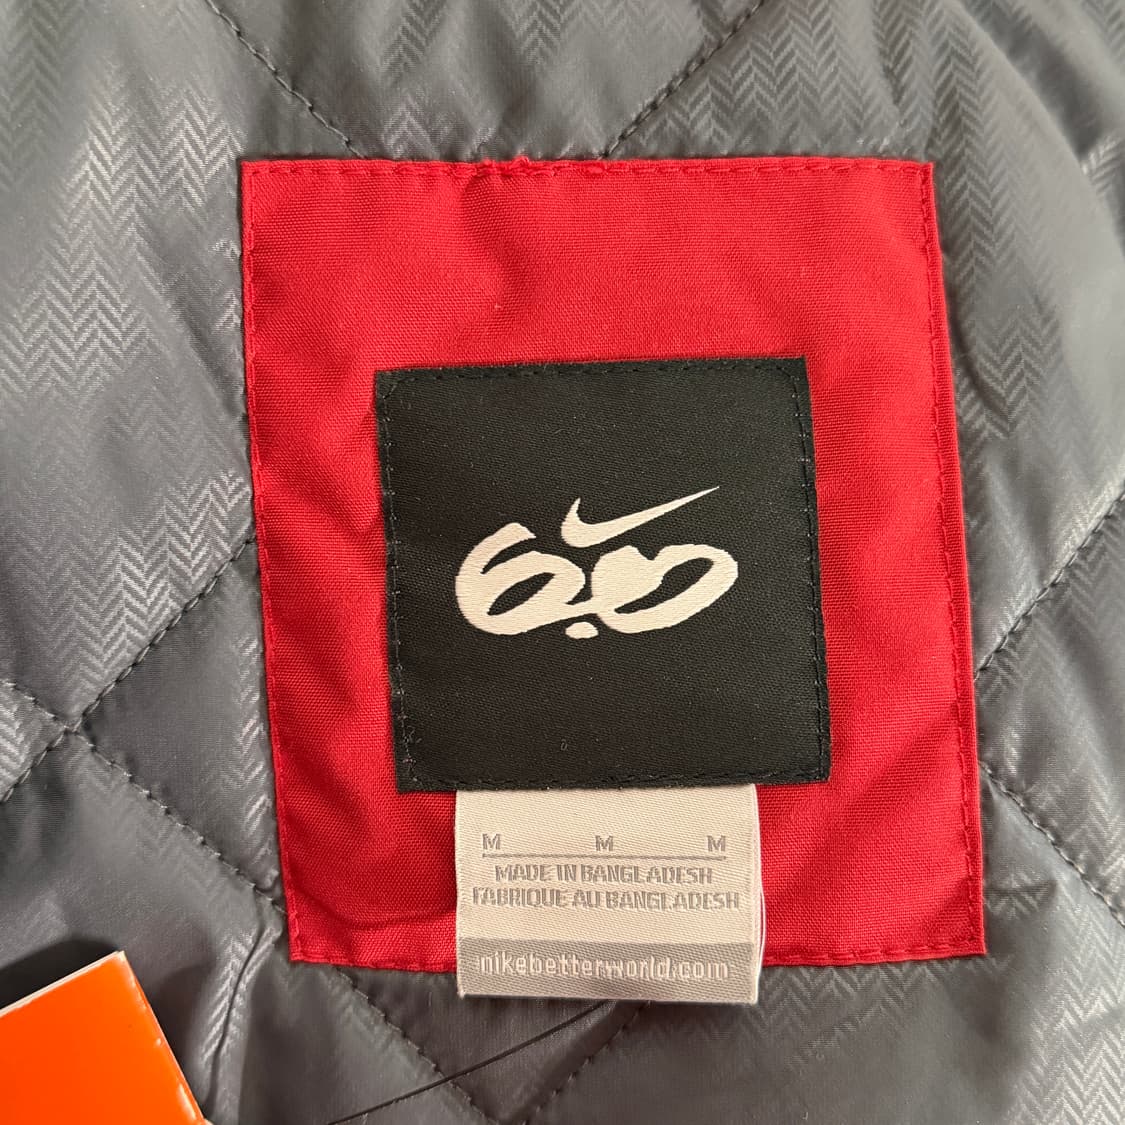 6.0
M M M
MADE IN BANGLADESH
FABRIQUE AU BANGLADESH
nikebetterworld.com